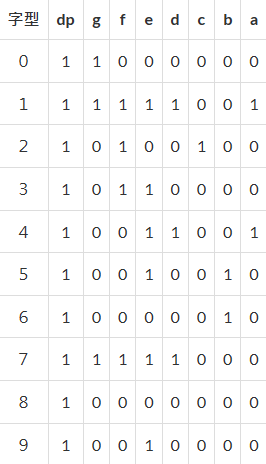 字型 dp g f e d c b a
0 1 1 0 0 0 0 0 0
1 1 1 1 1 1 0 0 1
2 1 0 1 0 0 1 0 0
3 1 0 1 1 0 0 0 0
4 1 0 0 1 1 0 0 1
5 1 0 0 1 0 0 1 0
6 1 0 0 0 0 0 1 0
7 1 1 1 1 1 0 0 0
8 1 0 0 0 0 0 0 0
9 1 0 0 1 0 0 0 0